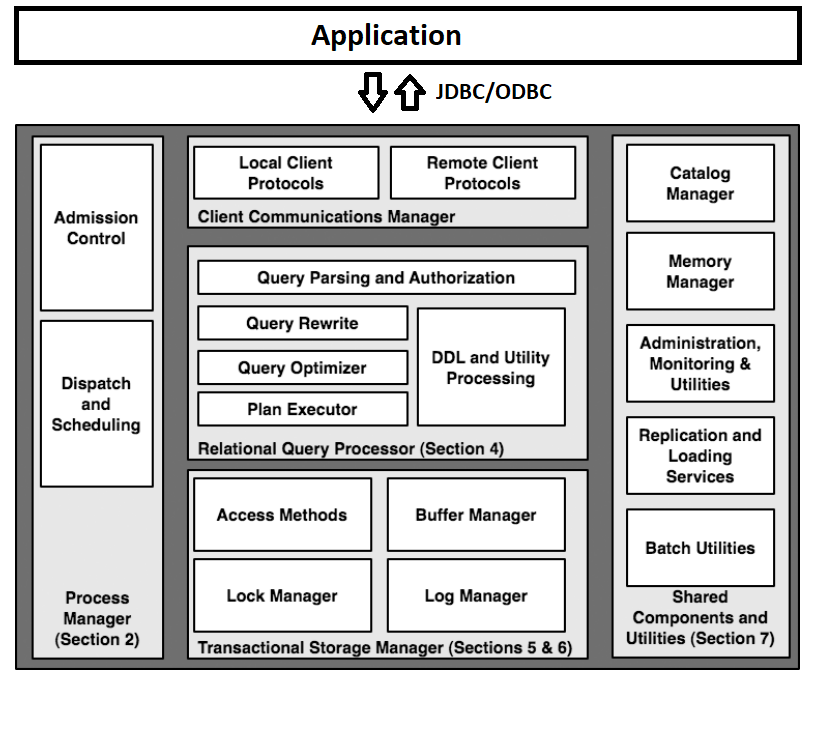 Application
JDBC/ODBC
Admission
Control
Dispatch
and
Scheduling
Process
Manager
(Section 2)
Local Client
Protocols
Remote Client
Protocols
Client Communications Manager
Query Parsing and Authorization
Query Rewrite
Query Optimizer
Plan Executor
DDL and Utility
Processing
Relational Query Processor (Section 4)
Access Methods
Buffer Manager
Lock Manager
Log Manager
Transactional Storage Manager (Sections 5 & 6)
Catalog
Manager
Memory
Manager
Administration,
Monitoring &
Utilities
Replication and
Loading
Services
Batch Utilities
Shared
Components and
Utilities (Section 7)